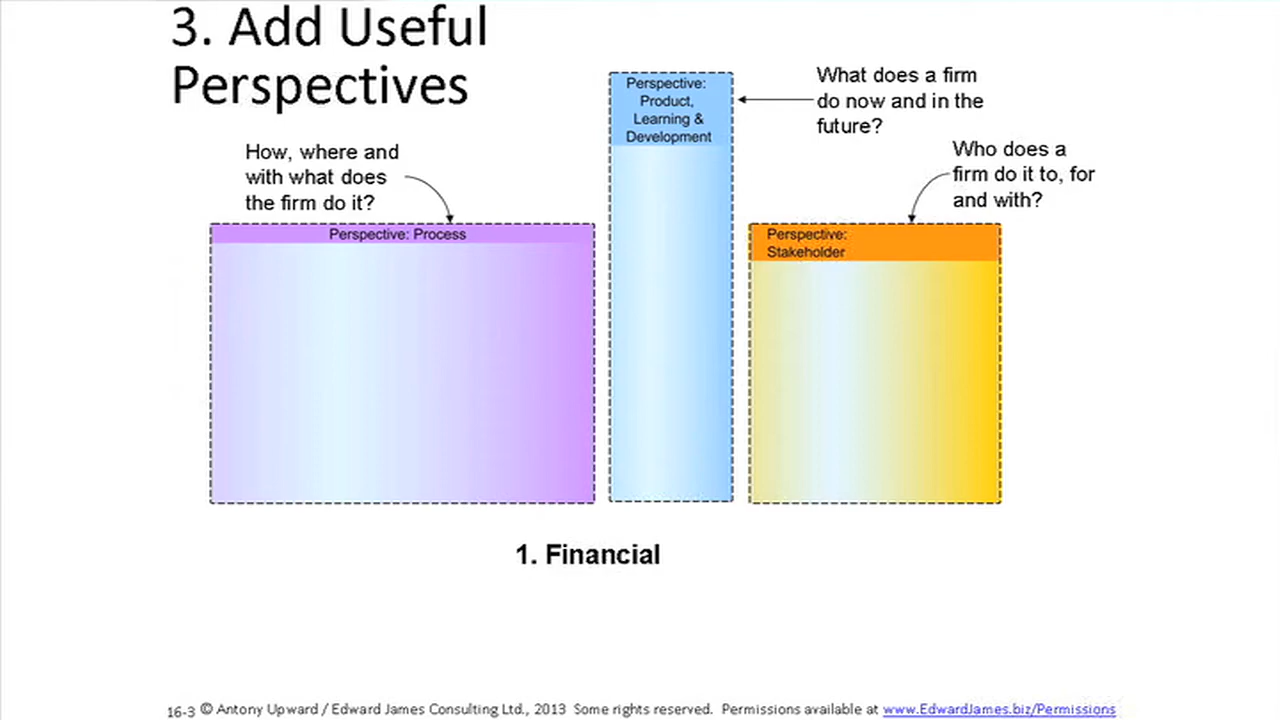 3. Add Useful
Perspectives
How, where and
with what does
the firm do it?
Perspective: Process
Perspective:
Product,
Learning &
Development
What does a firm
do now and in the
future?
Who does a
firm do it to, for
and with?
Perspective:
Stakeholder
1. Financial
16-3 © Antony Upward / Edward James Consulting Ltd., 2013 Some rights reserved. Permissions available at www.EdwardJames.biz/Permissions